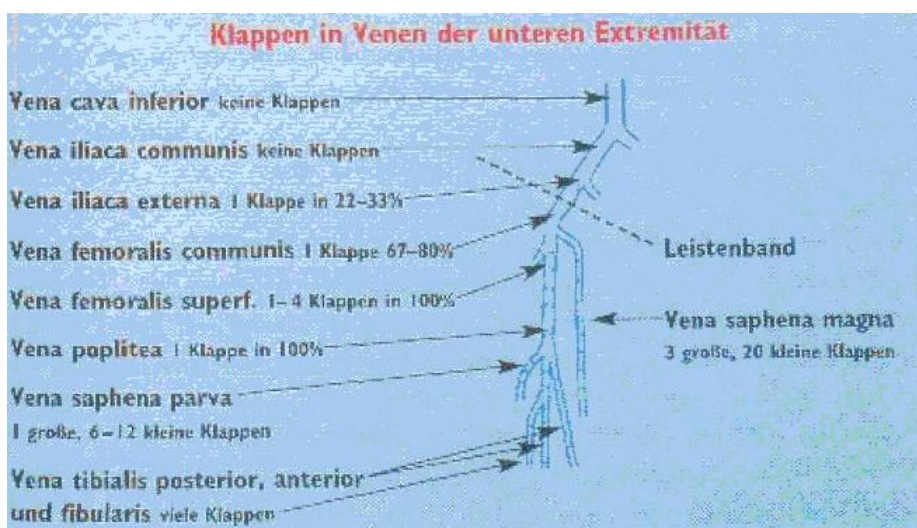 Klappen in Venen der unteren Extremität
Vena cava inferior keine Klappen
Vena iliaca communis keine Klappen
Vena iliaca externa 1 Klappe in 22–33%
Vena femoralis communis 1 Klappe 67–80%
Leistenband
Vena femoralis superf. 1–4 Klappen in 100%
Vena saphena magna
3 große, 20 kleine Klappen
Vena poplitea 1 Klappe in 100%
Vena saphena parva
1 große, 6–12 kleine Klappen
Vena tibialis posterior, anterior
und fibularis viele Klappen